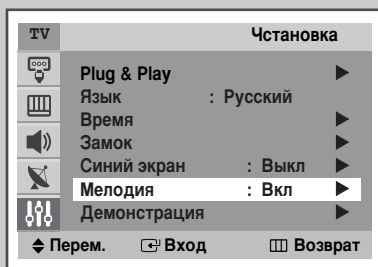 TV Чстановка
Plug & Play
Язык : Русский
Время
Замок
Синий экран : Выкл
Мелодия : Вкл
Демонстрация
Перем. Вход Возврат